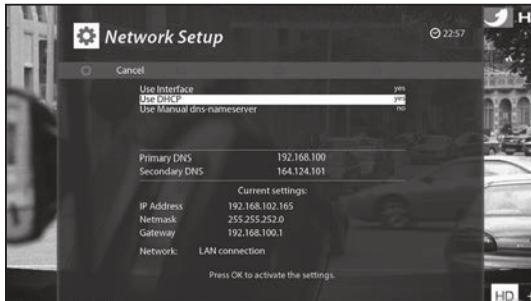 H
Network Setup
22:57
Cancel
Use Interface yes
Use DHCP yes
Use Manual dns-nameserver no
Primary DNS 192.168.100
Secondary DNS 164.124.101
Current settings:
IP Address 192.168.102.165
Netmask 255.255.252.0
Gateway 192.168.100.1
Network: LAN connection
Press OK to activate the settings.
HD